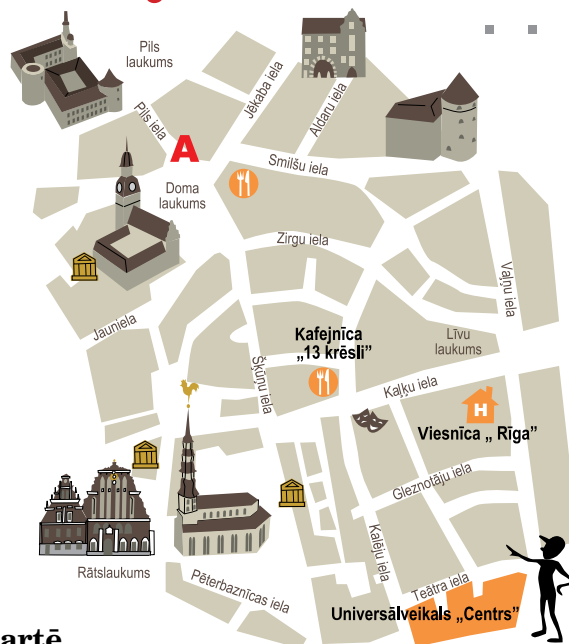 Pils
laukums
Pils iela
Jēkaba iela
Aldaru iela
A
Smilšu iela
Doma
laukums
Zirgu iela
Vaļņu iela
Jauniela
Kafejnīca
„13 krēsli”
Līvu
laukums
Šķūņu iela
Kaļķu iela
H
Viesnīca „ Rīga”
Gleznotāju iela
Kalēju iela
Rātslaukums
Pēterbaznīcas iela
Teātra iela
Universālveikals „Centrs”
artē